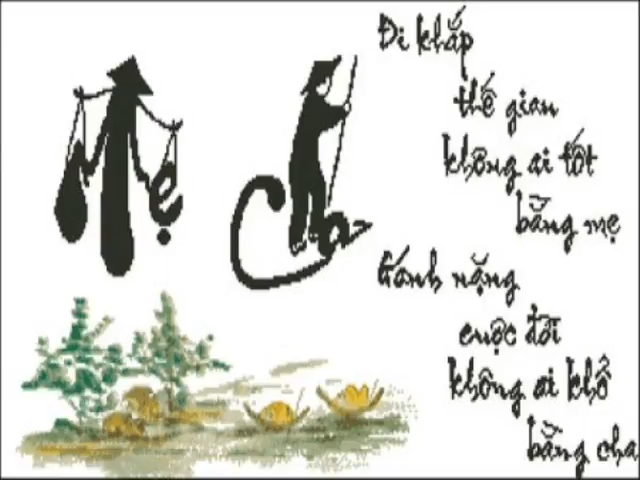 Mẹ Cha
Đi khắp
thế gian
không ai tốt
bằng mẹ
Gánh nặng
cuộc đời
không ai khổ
bằng cha